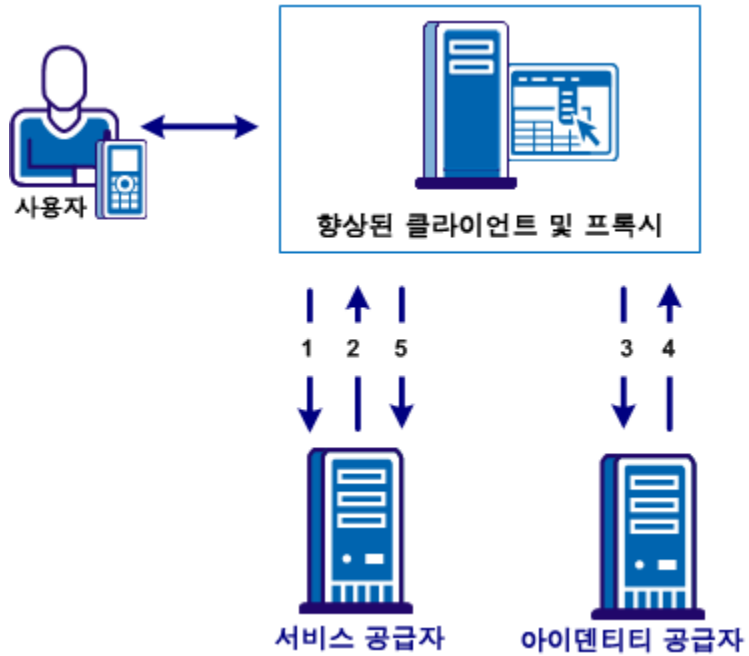 사용자
향상된 클라이언트 및 프록시
1 2 5 3 4
서비스 공급자
아이덴티티 공급자